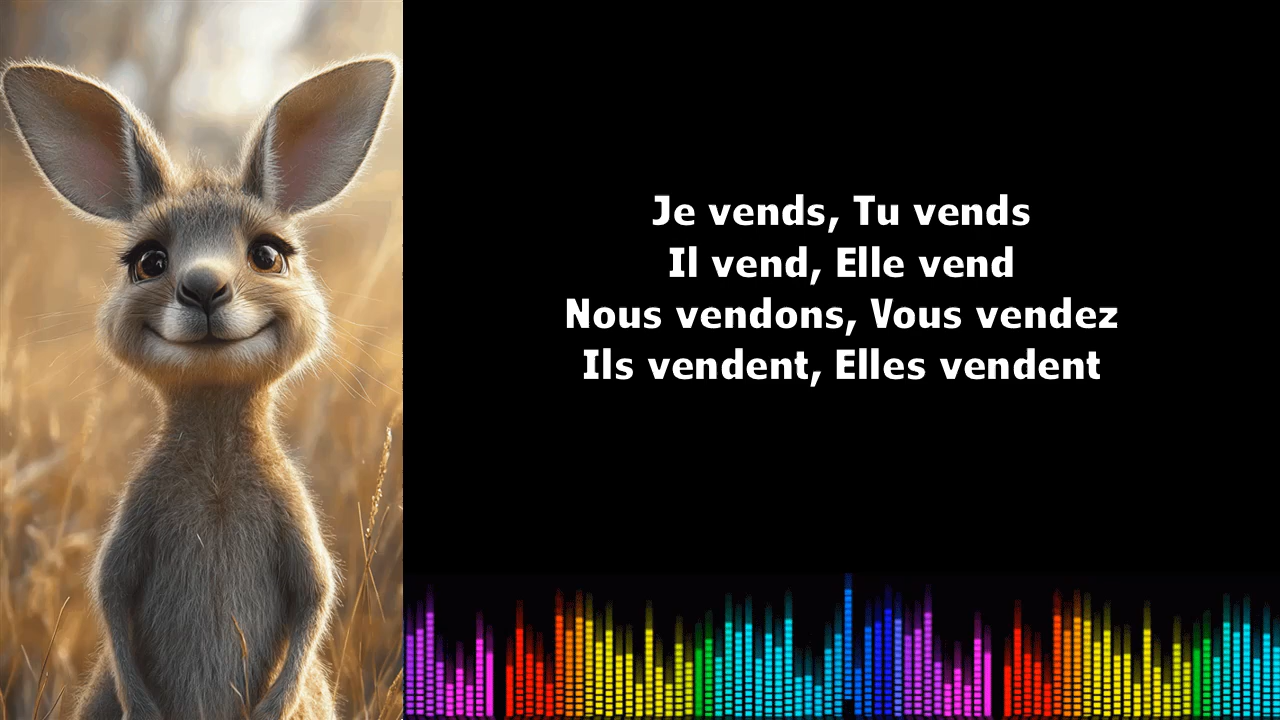 Je vends, Tu vends
Il vend, Elle vend
Nous vendons, Vous vendez
Ils vendent, Elles vendent